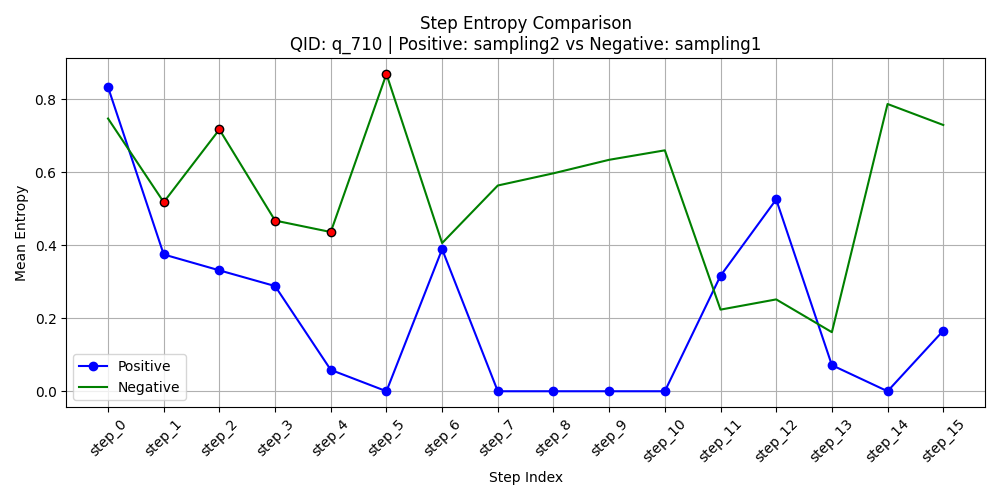 Step Entropy Comparison
QID: q_710 | Positive: sampling2 vs Negative: sampling1
Mean Entropy
0.8
0.6
0.4
0.2
0.0
Positive
Negative
step_0
step_1
step_2
step_3
step_4
step_5
step_6
step_7
step_8
step_9
step_10
step_11
step_12
step_13
step_14
step_15
Step Index